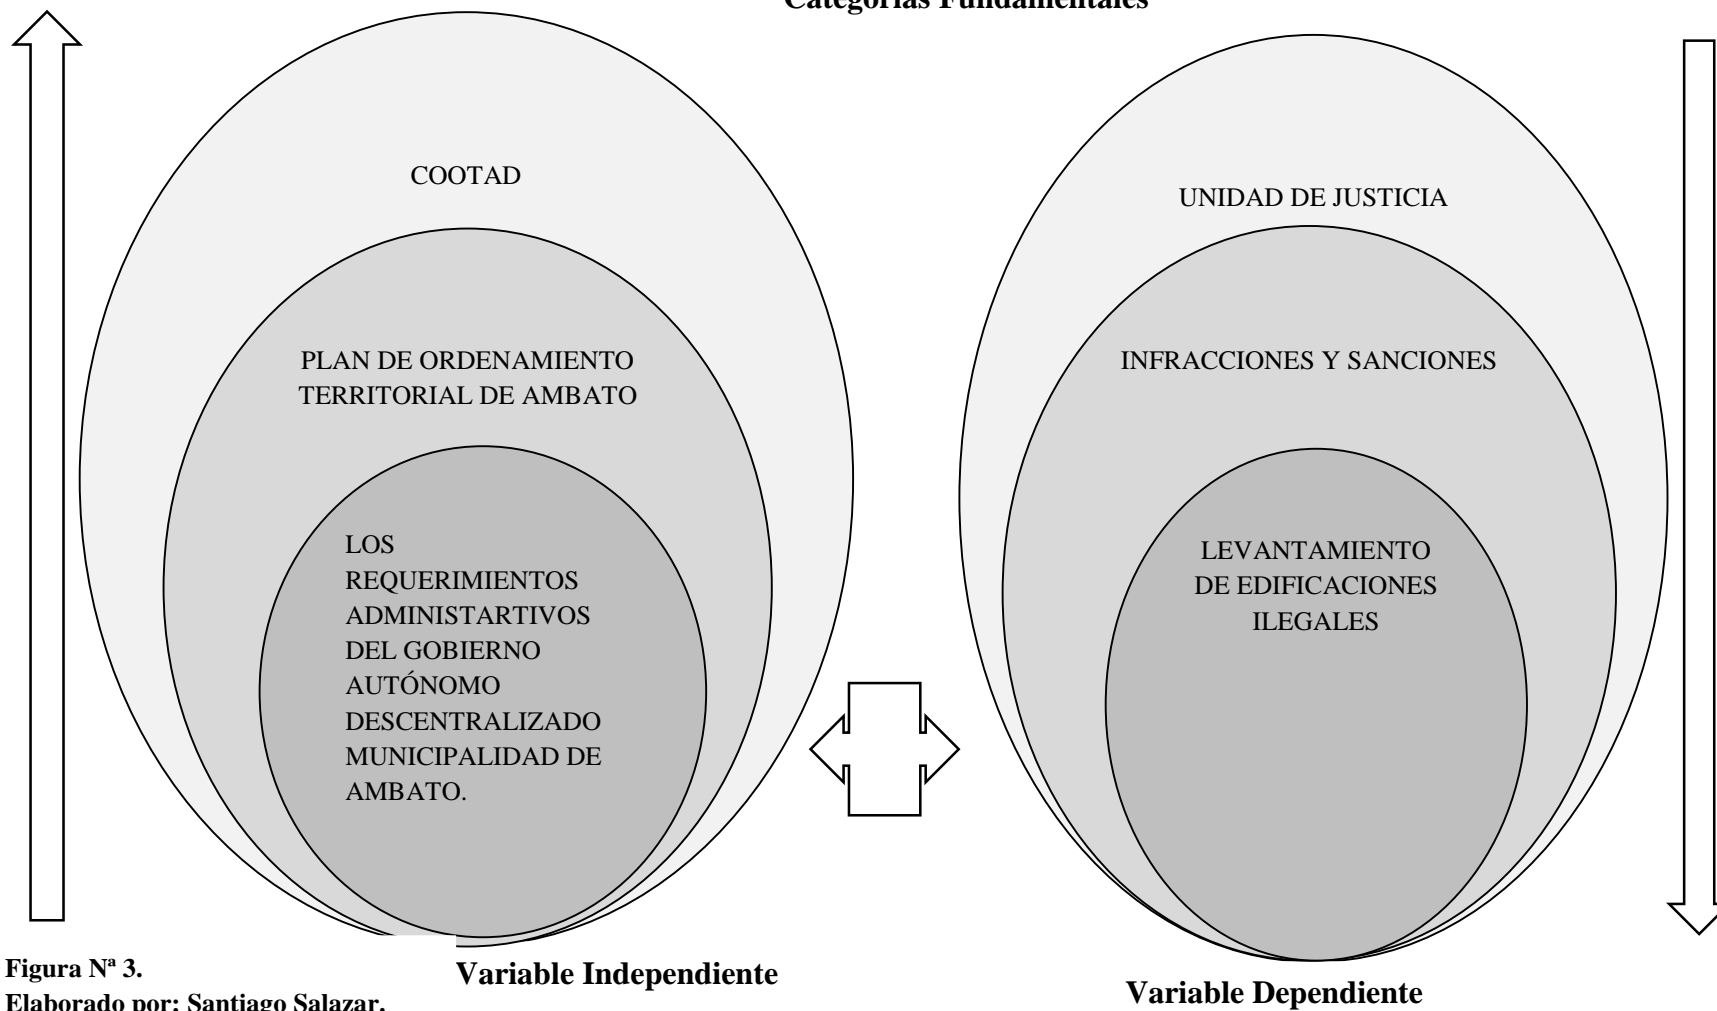 Categorías Fundamentales
COOTAD
PLAN DE ORDENAMIENTO
TERRITORIAL DE AMBATO
LOS
REQUERIMIENTOS
ADMINISTARTIVOS
DEL GOBIERNO
AUTÓNOMO
DESCENTRALIZADO
MUNICIPALIDAD DE
AMBATO.
UNIDAD DE JUSTICIA
INFRACCIONES Y SANCIONES
LEVANTAMIENTO
DE EDIFICACIONES
ILEGALES
Variable Independiente
Variable Dependiente
Figura Nª 3.
Elaborado por: Santiago Salazar.